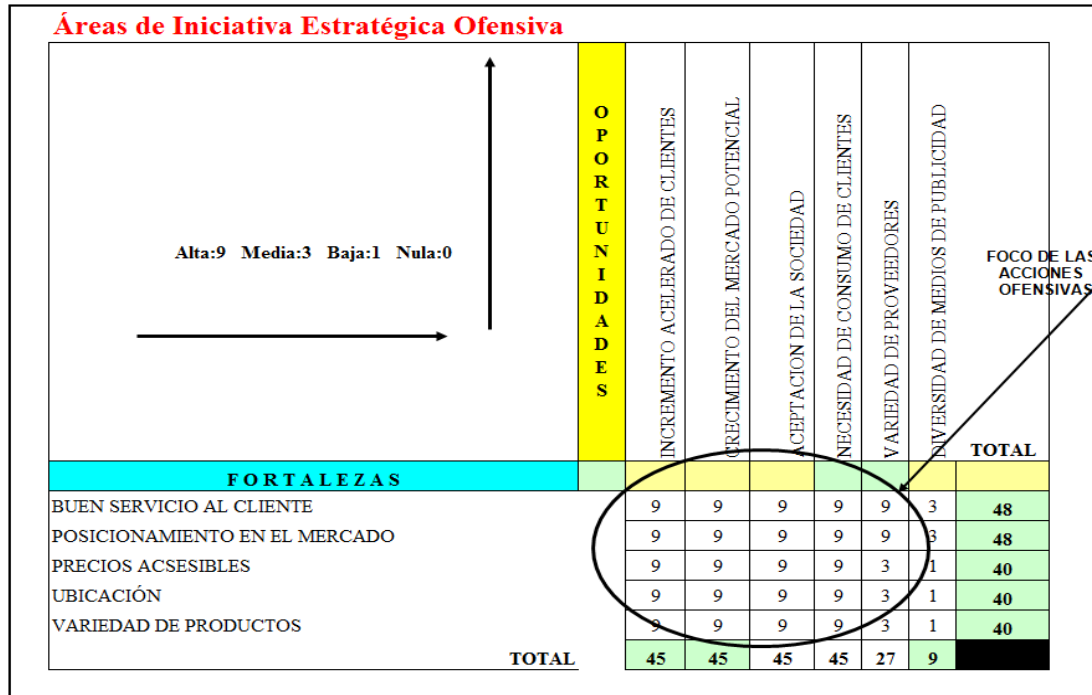 Áreas de Iniciativa Estratégica Ofensiva
Alta:9 Media:3 Baja:1 Nula:0
OPORTUNIDADES
INCREMENTO ACELERADO DE CLIENTES
CRECIMIENTO DEL MERCADO POTENCIAL
ACEPTACION DE LA SOCIEDAD
NECESIDAD DE CONSUMO DE CLIENTES
VARIEDAD DE PROVEEDORES
DIVERSIDAD DE MEDIOS DE PUBLICIDAD
FOCO DE LAS
ACCIONES
OFENSIVAS
TOTAL
FORTALEZAS
BUEN SERVICIO AL CLIENTE 9 9 9 9 9 3 48
POSICIONAMIENTO EN EL MERCADO 9 9 9 9 9 3 48
PRECIOS ACSESIBLES 9 9 9 9 3 1 40
UBICACIÓN 9 9 9 9 3 1 40
VARIEDAD DE PRODUCTOS 9 9 9 9 3 1 40
TOTAL 45 45 45 45 27 9